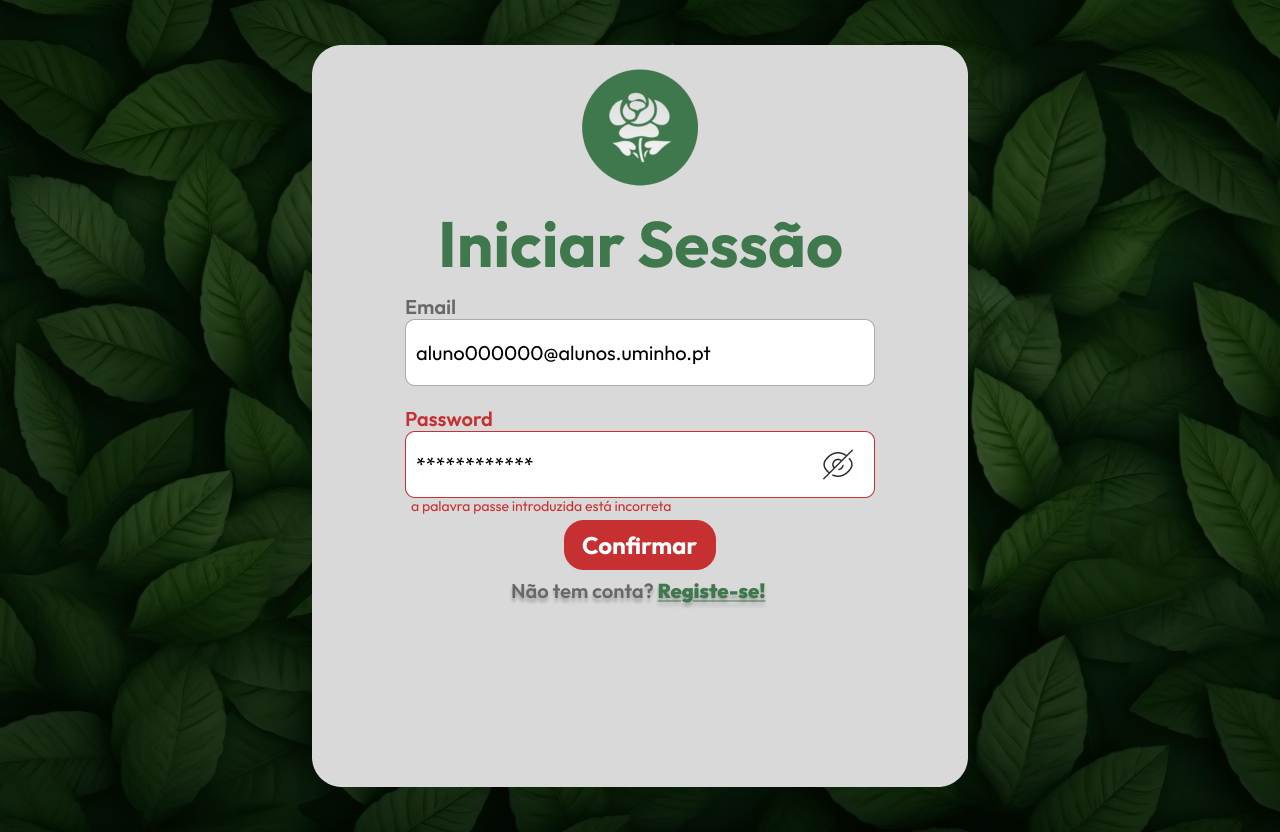 Iniciar Sessão
Email
aluno000000@alunos.uminho.pt
Password
************
a palavra passe introduzida está incorreta
Confirmar
Não tem conta? Registe-se!